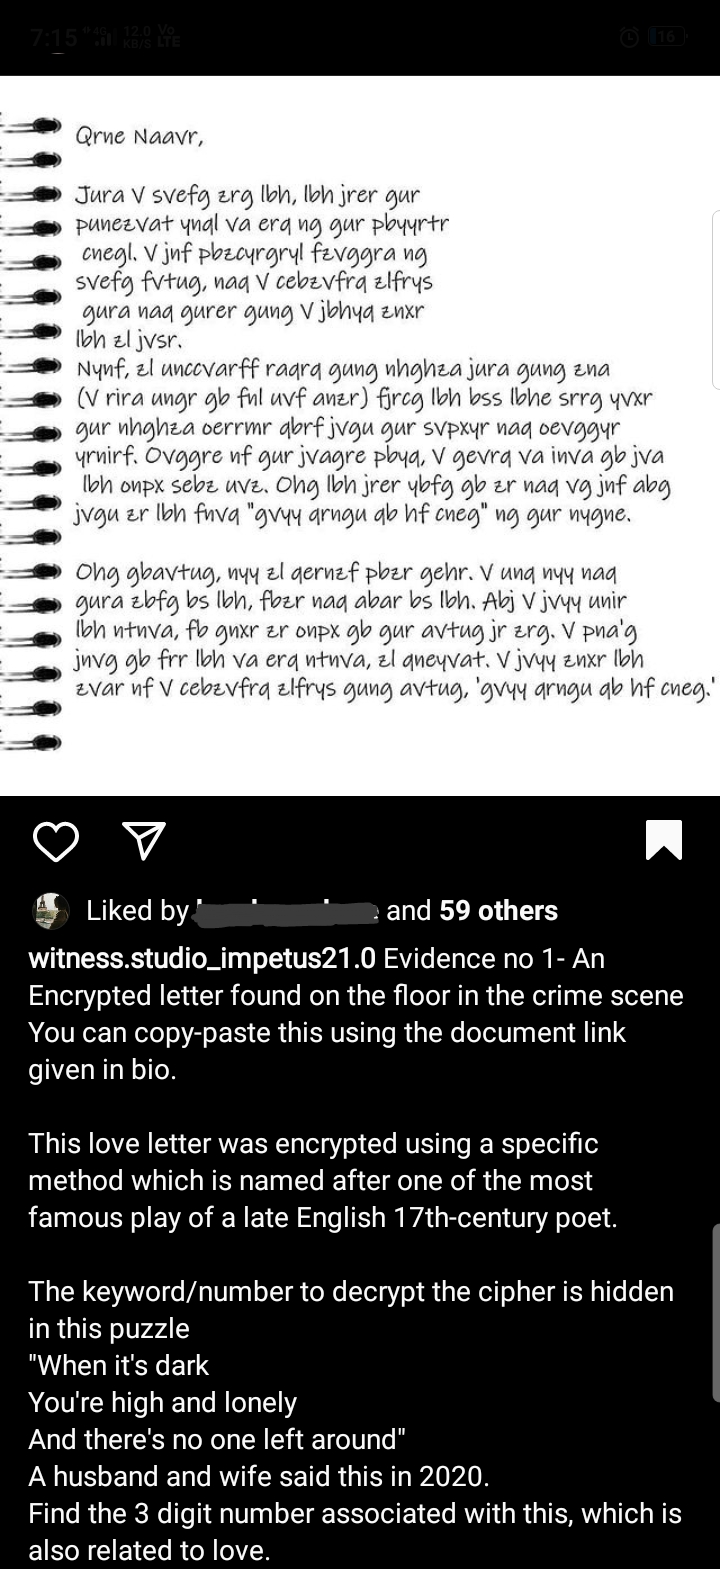 7:15
4G
12.0
KB/S
Vo
LTE
16
Qrne Naavr,
Jura V svefg zrg lbh, lbh jrer gur
punezvat ynql va erq ng gur pbyyrtr
cnegl. V jnf pbzcyrgryl fzvggra ng
svefg fvtug, naq V cebzvfrq zlfrys
gura naq gurer gung V jbhyq znxr
lbh zl jvsr.
Nynf, zl unccvarff raqrq gung nhghza jura gung zna
(V rira ungr gb fnl uvf anzr) fjrcg lbh bss lbhe srrg yvxr
gur nhghza oerrmr qbrf jvgu gur svpxyr naq oevggyr
yrnirf. Ovggre nf gur jvagre pbyq, V gevrq va inva gb jva
lbh onpx sebz uvz. Ohg lbh jrer ybfg gb zr naq vg jnf abg
jvgu zr lbh fnvq "gvyy qrngu qb hf cneg" ng gur nygne.
Ohg gbavtug, nyy zl qernzf pbzr gehr. V unq nyy naq
gura zbfg bs lbh, fbzr naq abar bs lbh. Abj V jvyy unir
lbh ntnva, fb gnxr zr onpx gb gur avtug jr zrg. V pna'g
jnvg gb frr lbh va erq ntnva, zl qneyvat. V jvyy znxr lbh
zvar nf V cebzvfrq zlfrys gung avtug, 'gvyy qrngu qb hf cneg.'
Liked by and 59 others
witness.studio_impetus21.0 Evidence no 1- An
Encrypted letter found on the floor in the crime scene
You can copy-paste this using the document link
given in bio.
This love letter was encrypted using a specific
method which is named after one of the most
famous play of a late English 17th-century poet.
The keyword/number to decrypt the cipher is hidden
in this puzzle
"When it's dark
You're high and lonely
And there's no one left around"
A husband and wife said this in 2020.
Find the 3 digit number associated with this, which is
also related to love.